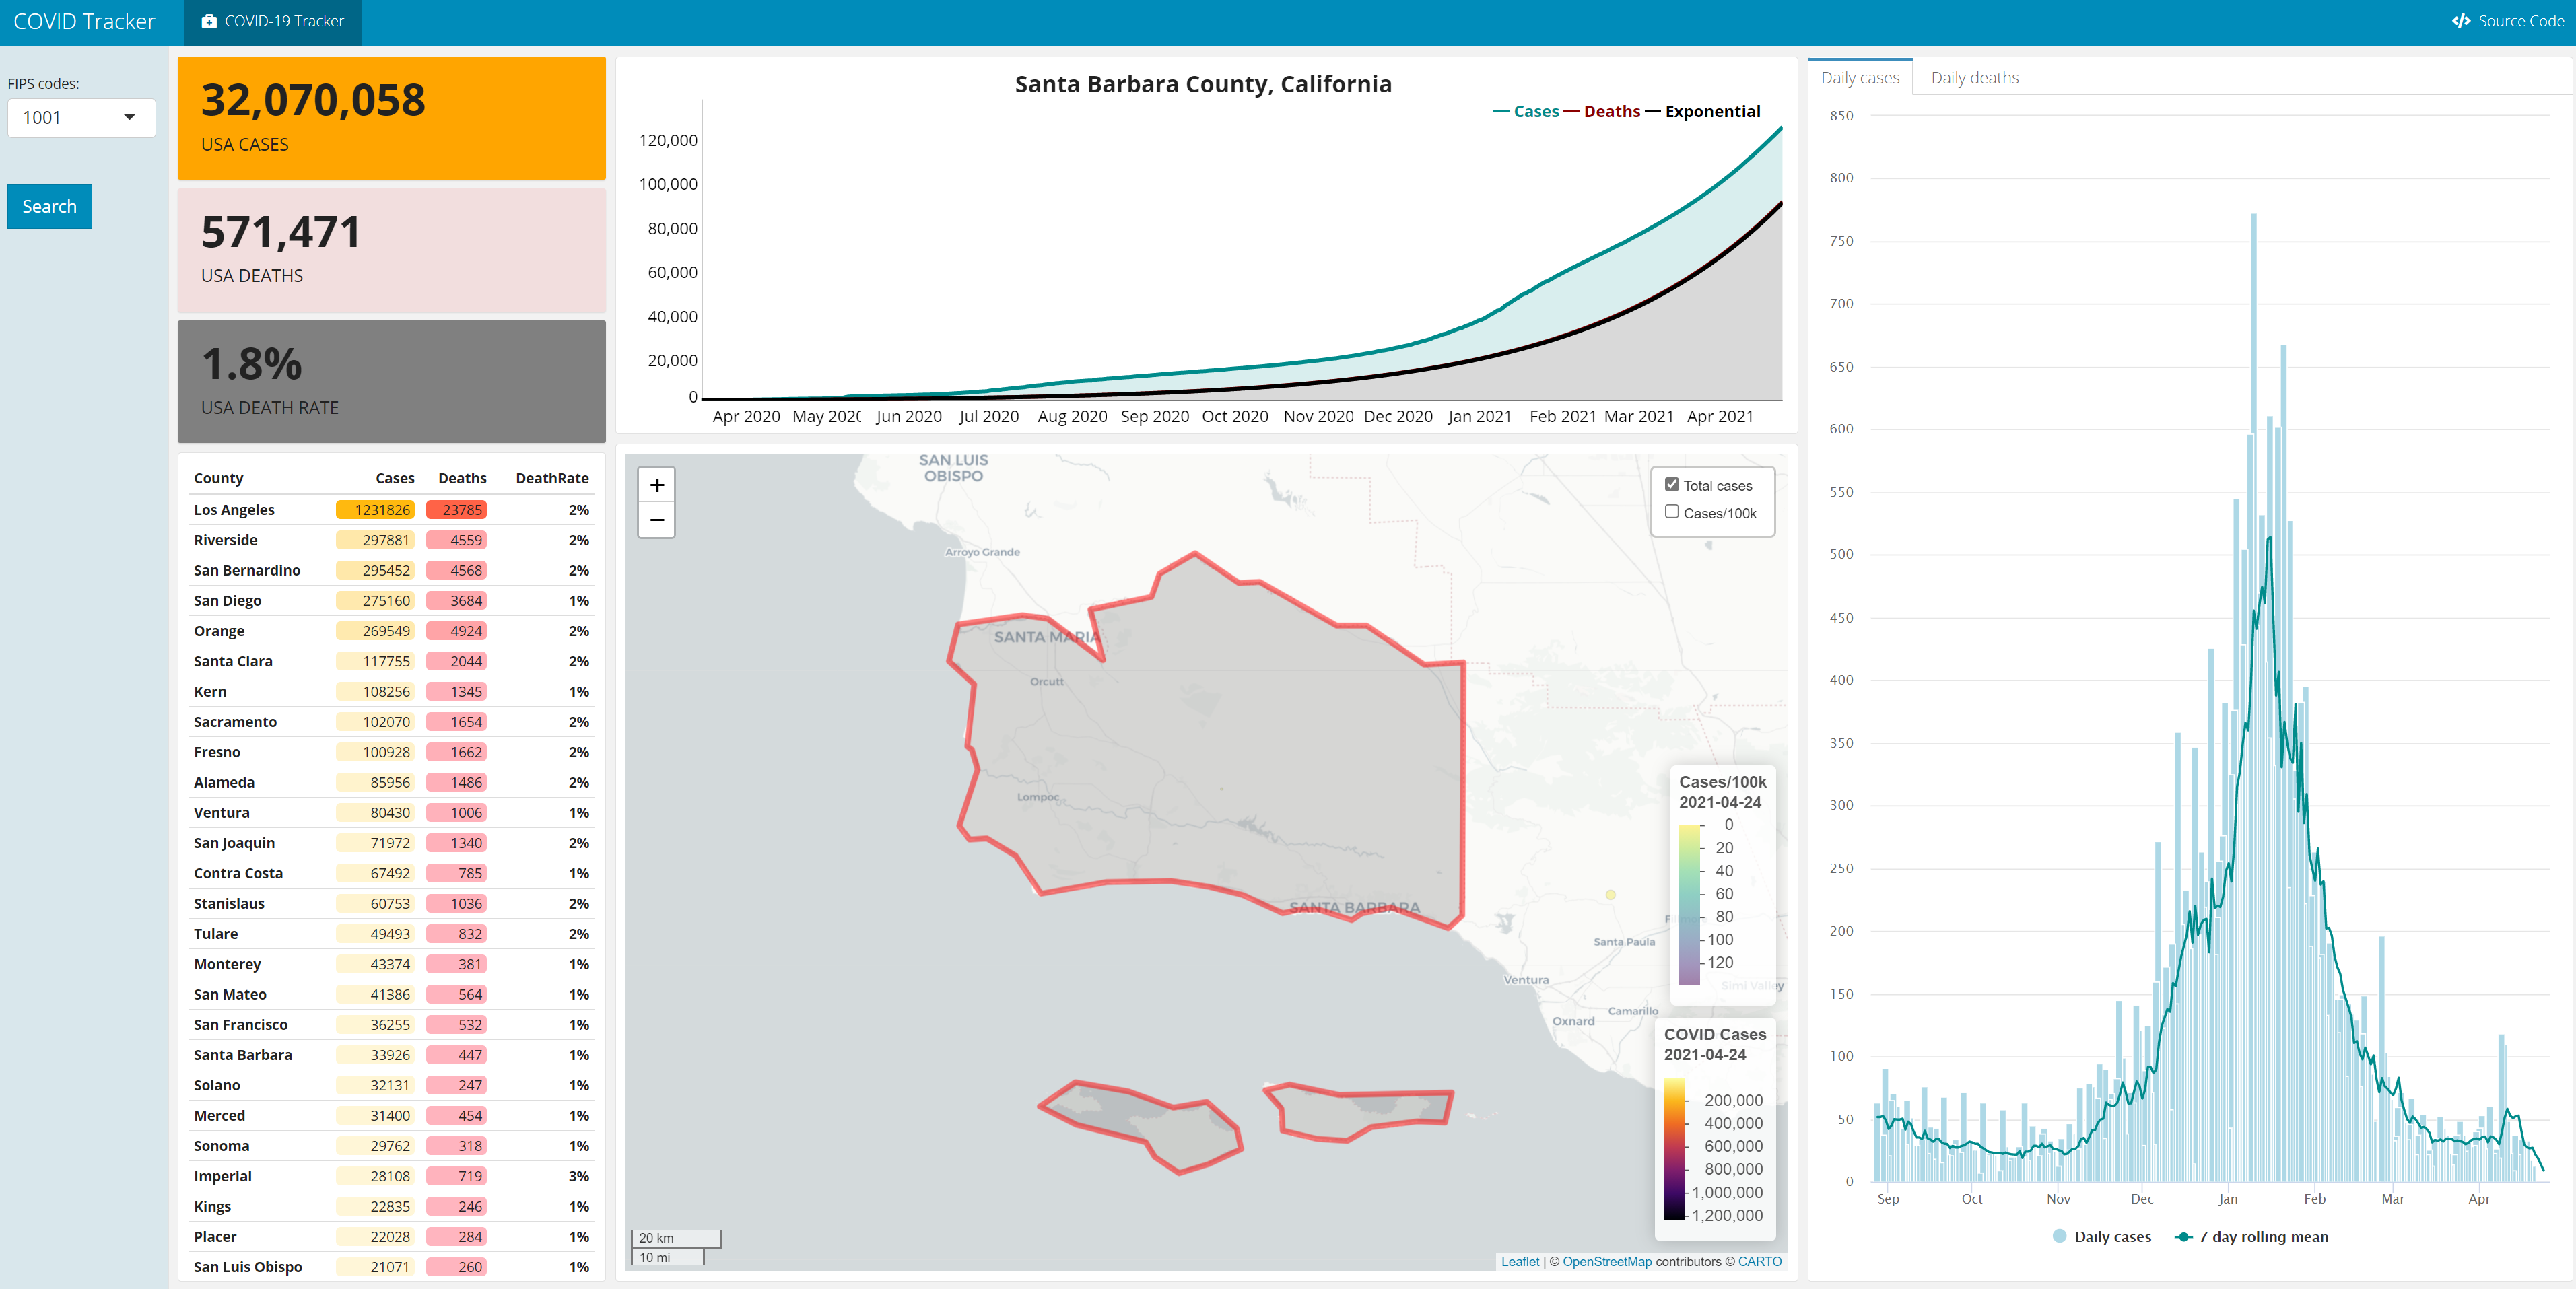 COVID Tracker
COVID-19 Tracker
Source Code
FIPS codes:
1001
Search
32,070,058
USA CASES
571,471
USA DEATHS
1.8%
USA DEATH RATE
County Cases Deaths DeathRate
Los Angeles 1231826 23785 2%
Riverside 297881 4559 2%
San Bernardino 295452 4568 2%
San Diego 275160 3684 1%
Orange 269549 4924 2%
Santa Clara 117755 2044 2%
Kern 108256 1345 1%
Sacramento 102070 1654 2%
Fresno 100928 1662 2%
Alameda 85956 1486 2%
Ventura 80430 1006 1%
San Joaquin 71972 1340 2%
Contra Costa 67492 785 1%
Stanislaus 60753 1036 2%
Tulare 49493 832 2%
Monterey 43374 381 1%
San Mateo 41386 564 1%
San Francisco 36255 532 1%
Santa Barbara 33926 447 1%
Solano 32131 247 1%
Merced 31400 454 1%
Sonoma 29762 318 1%
Imperial 28108 719 3%
Kings 22835 246 1%
Placer 22028 284 1%
San Luis Obispo 21071 260 1%
Santa Barbara County, California
Cases Deaths Exponential
120,000
100,000
80,000
60,000
40,000
20,000
0
Apr 2020 May 2020 Jun 2020 Jul 2020 Aug 2020 Sep 2020 Oct 2020 Nov 2020 Dec 2020 Jan 2021 Feb 2021 Mar 2021 Apr 2021
+
−
SAN LUIS
OBISPO
Arroyo Grande
SANTA MARIA
Orcutt
Lompoc
SANTA BARBARA
Santa Paula
Ventura
Simi Valley
Camarillo
Oxnard
Total cases
Cases/100k
Cases/100k
2021-04-24
0
20
40
60
80
100
120
COVID Cases
2021-04-24
200,000
400,000
600,000
800,000
1,000,000
1,200,000
20 km
10 mi
Leaflet | © OpenStreetMap contributors © CARTO
Daily cases
Daily deaths
850
800
750
700
650
600
550
500
450
400
350
300
250
200
150
100
50
0
Sep Oct Nov Dec Jan Feb Mar Apr
Daily cases 7 day rolling mean